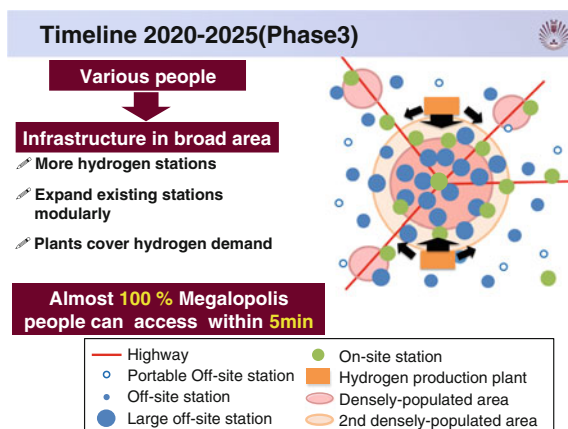 Timeline 2020-2025(Phase3)
Various people
Infrastructure in broad area
More hydrogen stations
Expand existing stations
modularly
Plants cover hydrogen demand
Almost 100 % Megalopolis
people can access within 5min
Highway
Portable Off-site station
Off-site station
Large off-site station
On-site station
Hydrogen production plant
Densely-populated area
2nd densely-populated area